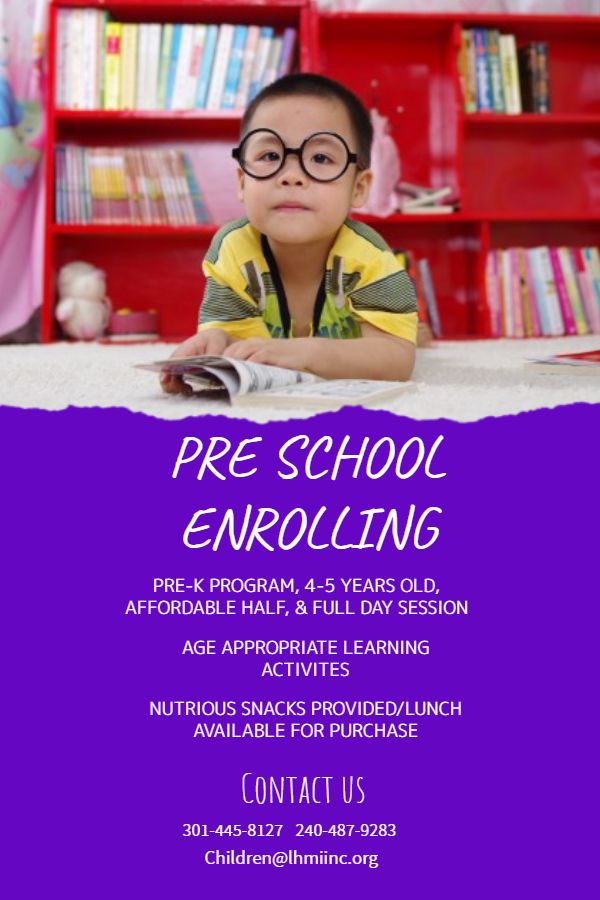 PRE SCHOOL
ENROLLING
PRE-K PROGRAM, 4-5 YEARS OLD,
AFFORDABLE HALF, & FULL DAY SESSION
AGE APPROPRIATE LEARNING
ACTIVITES
NUTRIOUS SNACKS PROVIDED/LUNCH
AVAILABLE FOR PURCHASE
Contact us
301-445-8127 240-487-9283
Children@lhmiinc.org